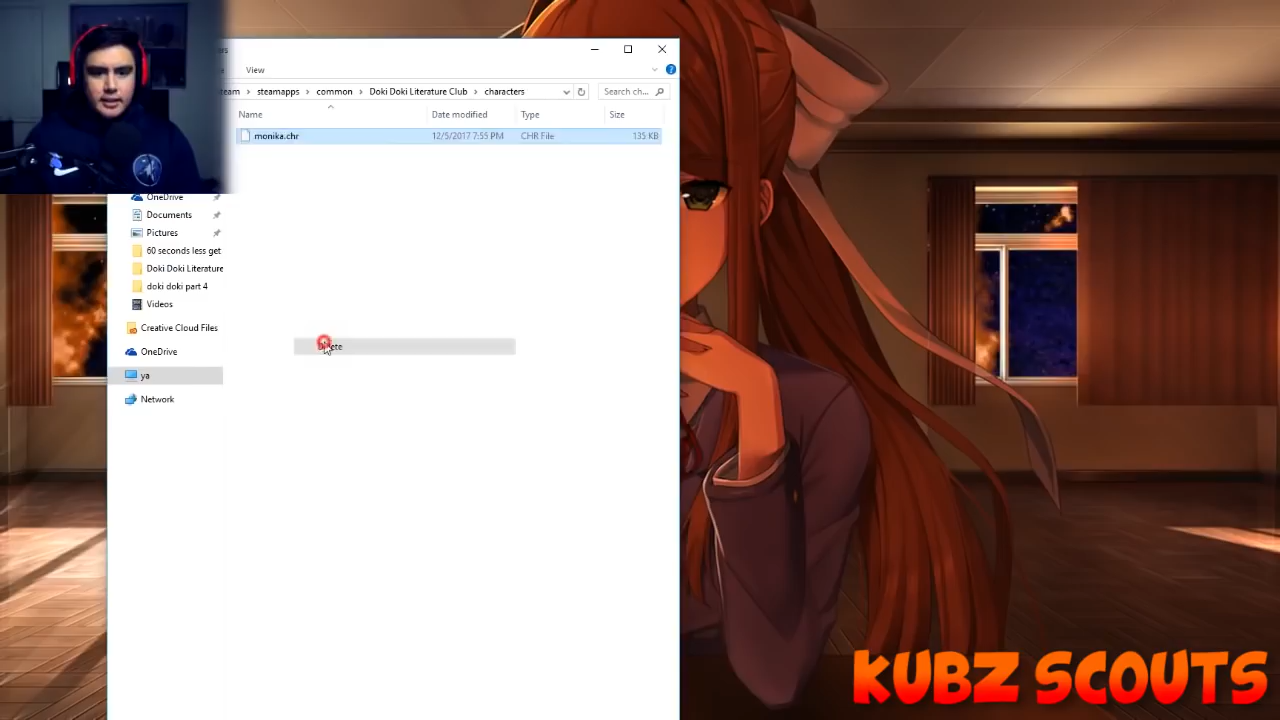 View
steamapps > common > Doki Doki Literature Club > characters
Search ch...
Name Date modified Type Size
monika.chr 12/5/2017 7:55 PM CHR File 135 KB
OneDrive
Documents
Pictures
60 seconds less get
Doki Doki Literature
doki doki part 4
Videos
Creative Cloud Files
OneDrive
ya
Network
KUBZ SCOUTS